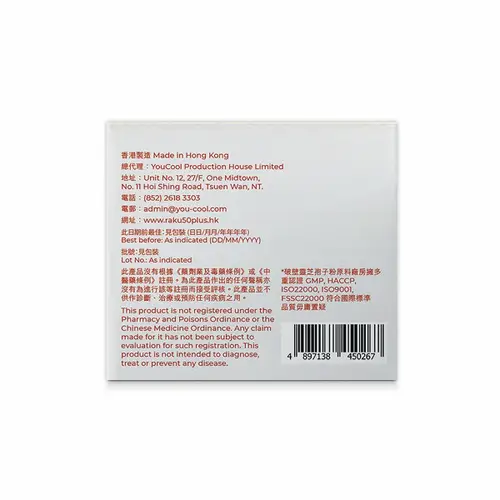 香港製造 Made in Hong Kong
總代理：YouCool Production House Limited
地址：Unit No. 12, 27/F, One Midtown,
No. 11 Hoi Shing Road, Tsuen Wan, NT.
電話：(852) 2618 3303
電郵：admin@you-cool.com
網址：www.raku50plus.hk
此日期前最佳：見包裝 (日日/月月/年年年年)
Best before: As indicated (DD/MM/YYYY)
批號：見包裝
Lot No.: As indicated
此產品沒有根據《藥劑業及毒藥條例》或《中
醫藥條例》註冊。為此產品作出的任何聲稱亦
沒有為進行該等註冊而接受評核。此產品並不
供作診斷、治療或預防任何疾病之用。
This product is not registered under the
Pharmacy and Poisons Ordinance or the
Chinese Medicine Ordinance. Any claim
made for it has not been subject to
evaluation for such registration. This
product is not intended to diagnose,
treat or prevent any disease.
*破壁靈芝孢子粉原料廠房擁多
重認證 GMP, HACCP,
ISO22000, ISO9001,
FSSC22000 符合國際標準
品質毋庸置疑
4 897138 450267